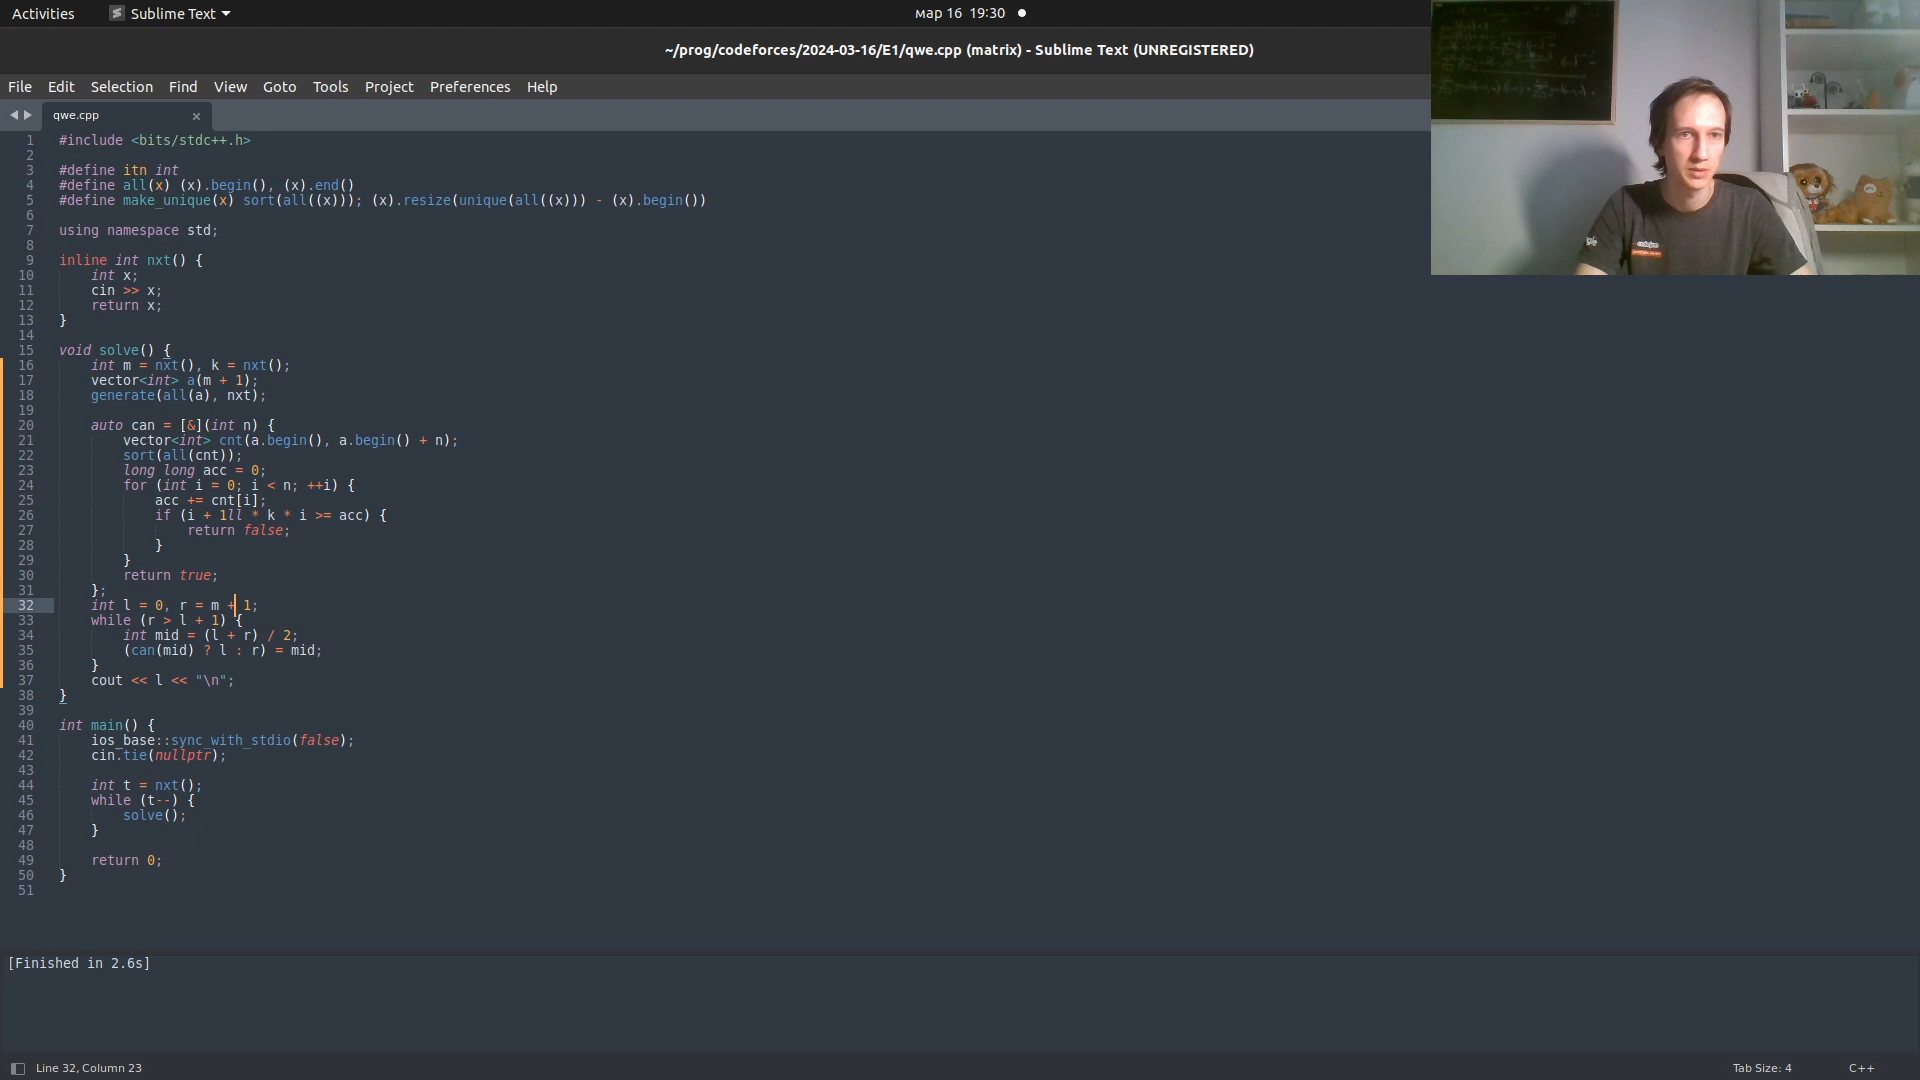 Activities Sublime Text мар 16 19:30
~/prog/codeforces/2024-03-16/E1/qwe.cpp (matrix) - Sublime Text (UNREGISTERED)
File Edit Selection Find View Goto Tools Project Preferences Help
qwe.cpp ×
1 #include <bits/stdc++.h>
2
3 #define itn int
4 #define all(x) (x).begin(), (x).end()
5 #define make_unique(x) sort(all((x))); (x).resize(unique(all((x))) - (x).begin())
6
7 using namespace std;
8
9 inline int nxt() {
10 int x;
11 cin >> x;
12 return x;
13 }
14
15 void solve() {
16 int m = nxt(), k = nxt();
17 vector<int> a(m + 1);
18 generate(all(a), nxt);
19
20 auto can = [&](int n) {
21 vector<int> cnt(a.begin(), a.begin() + n);
22 sort(all(cnt));
23 long long acc = 0;
24 for (int i = 0; i < n; ++i) {
25 acc += cnt[i];
26 if (i + 1ll * k * i >= acc) {
27 return false;
28 }
29 }
30 return true;
31 };
32 int l = 0, r = m + 1;
33 while (r > l + 1) {
34 int mid = (l + r) / 2;
35 (can(mid) ? l : r) = mid;
36 }
37 cout << l << "\n";
38 }
39
40 int main() {
41 ios_base::sync_with_stdio(false);
42 cin.tie(nullptr);
43
44 int t = nxt();
45 while (t--) {
46 solve();
47 }
48
49 return 0;
50 }
51
[Finished in 2.6s]
Line 32, Column 23 Tab Size: 4 C++